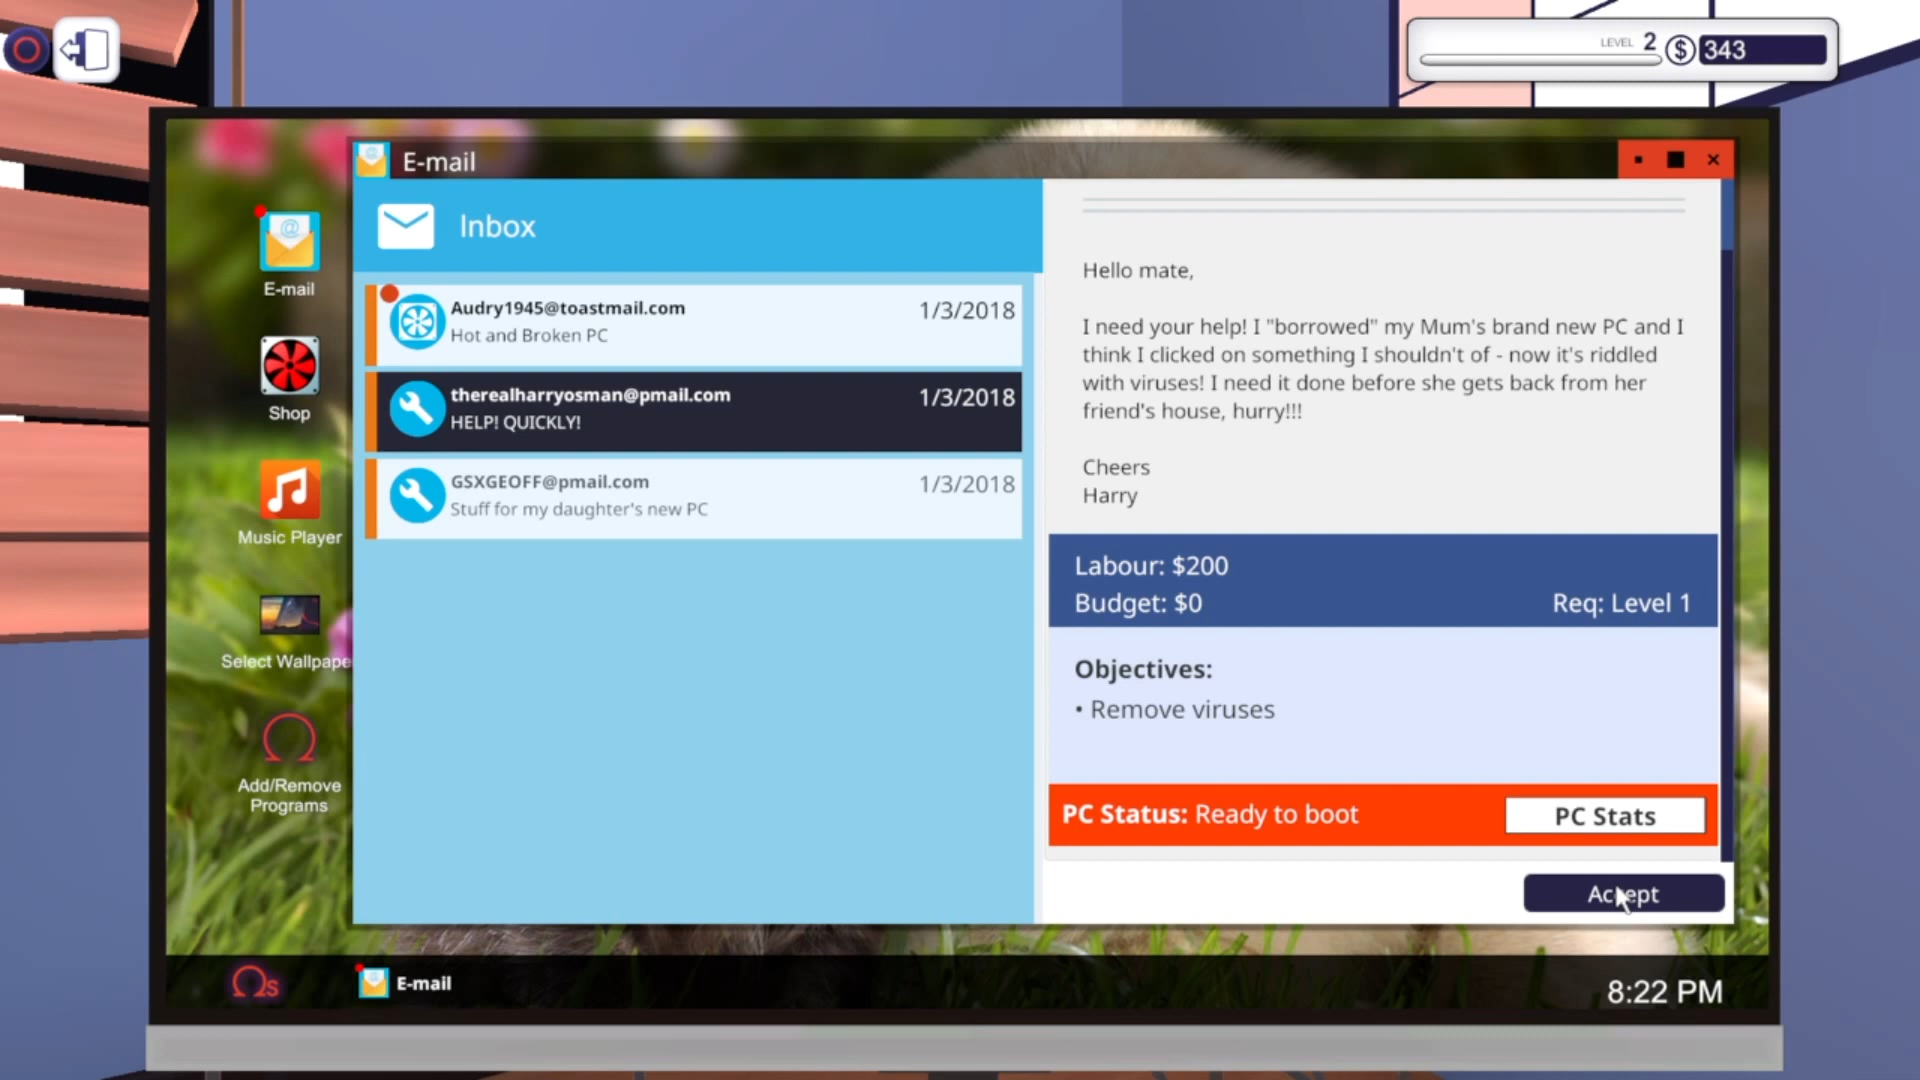 LEVEL 2 $ 343
E-mail
Inbox
E-mail
Shop
Music Player
Select Wallpape
Add/Remove
Programs
Audry1945@toastmail.com 1/3/2018
Hot and Broken PC
therealharryosman@pmail.com 1/3/2018
HELP! QUICKLY!
GSXGEOFF@pmail.com 1/3/2018
Stuff for my daughter's new PC
Hello mate,
I need your help! I "borrowed" my Mum's brand new PC and I
think I clicked on something I shouldn't of - now it's riddled
with viruses! I need it done before she gets back from her
friend's house, hurry!!!
Cheers
Harry
Labour: $200
Budget: $0 Req: Level 1
Objectives:
• Remove viruses
PC Status: Ready to boot PC Stats
Accept
Ωs E-mail 8:22 PM